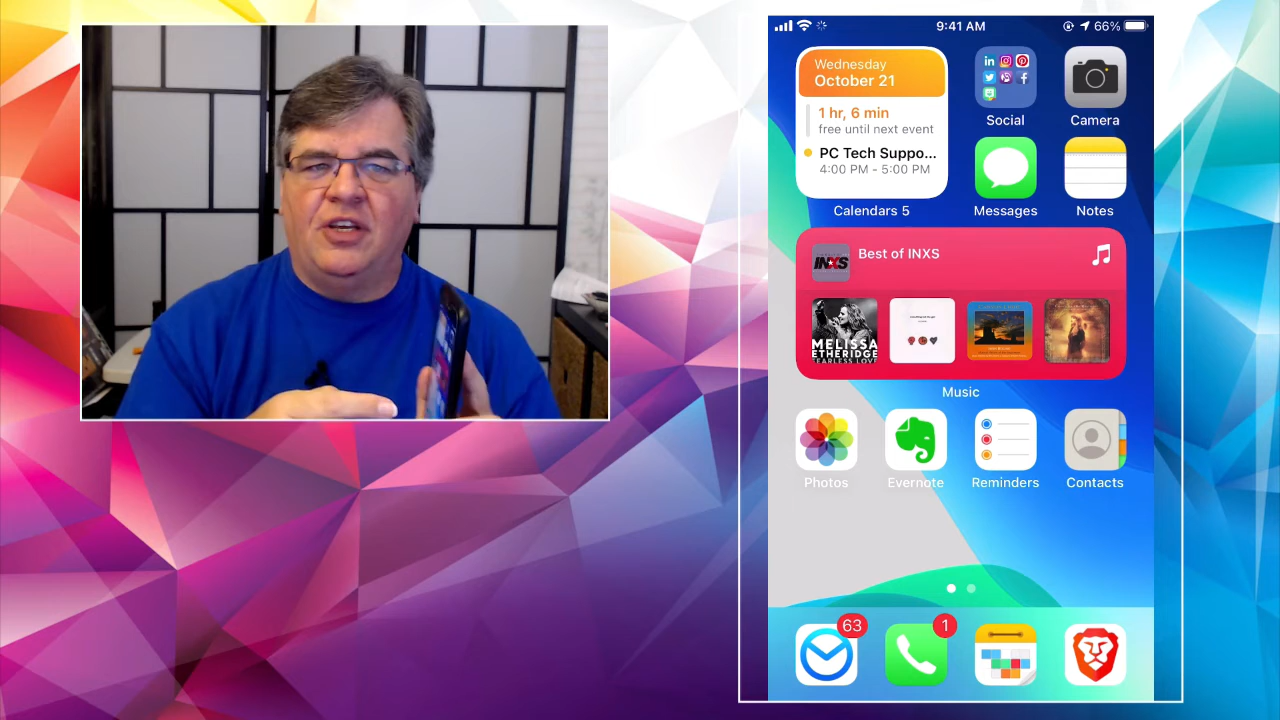 9:41 AM
66%
Wednesday
October 21
1 hr, 6 min
free until next event
PC Tech Suppo...
4:00 PM - 5:00 PM
Calendars 5
Social
Camera
Messages
Notes
INXS
Best of INXS
MELISSA
ETHERIDGE
FEARLESS LOVE
Music
Photos
Evernote
Reminders
Contacts
63
1